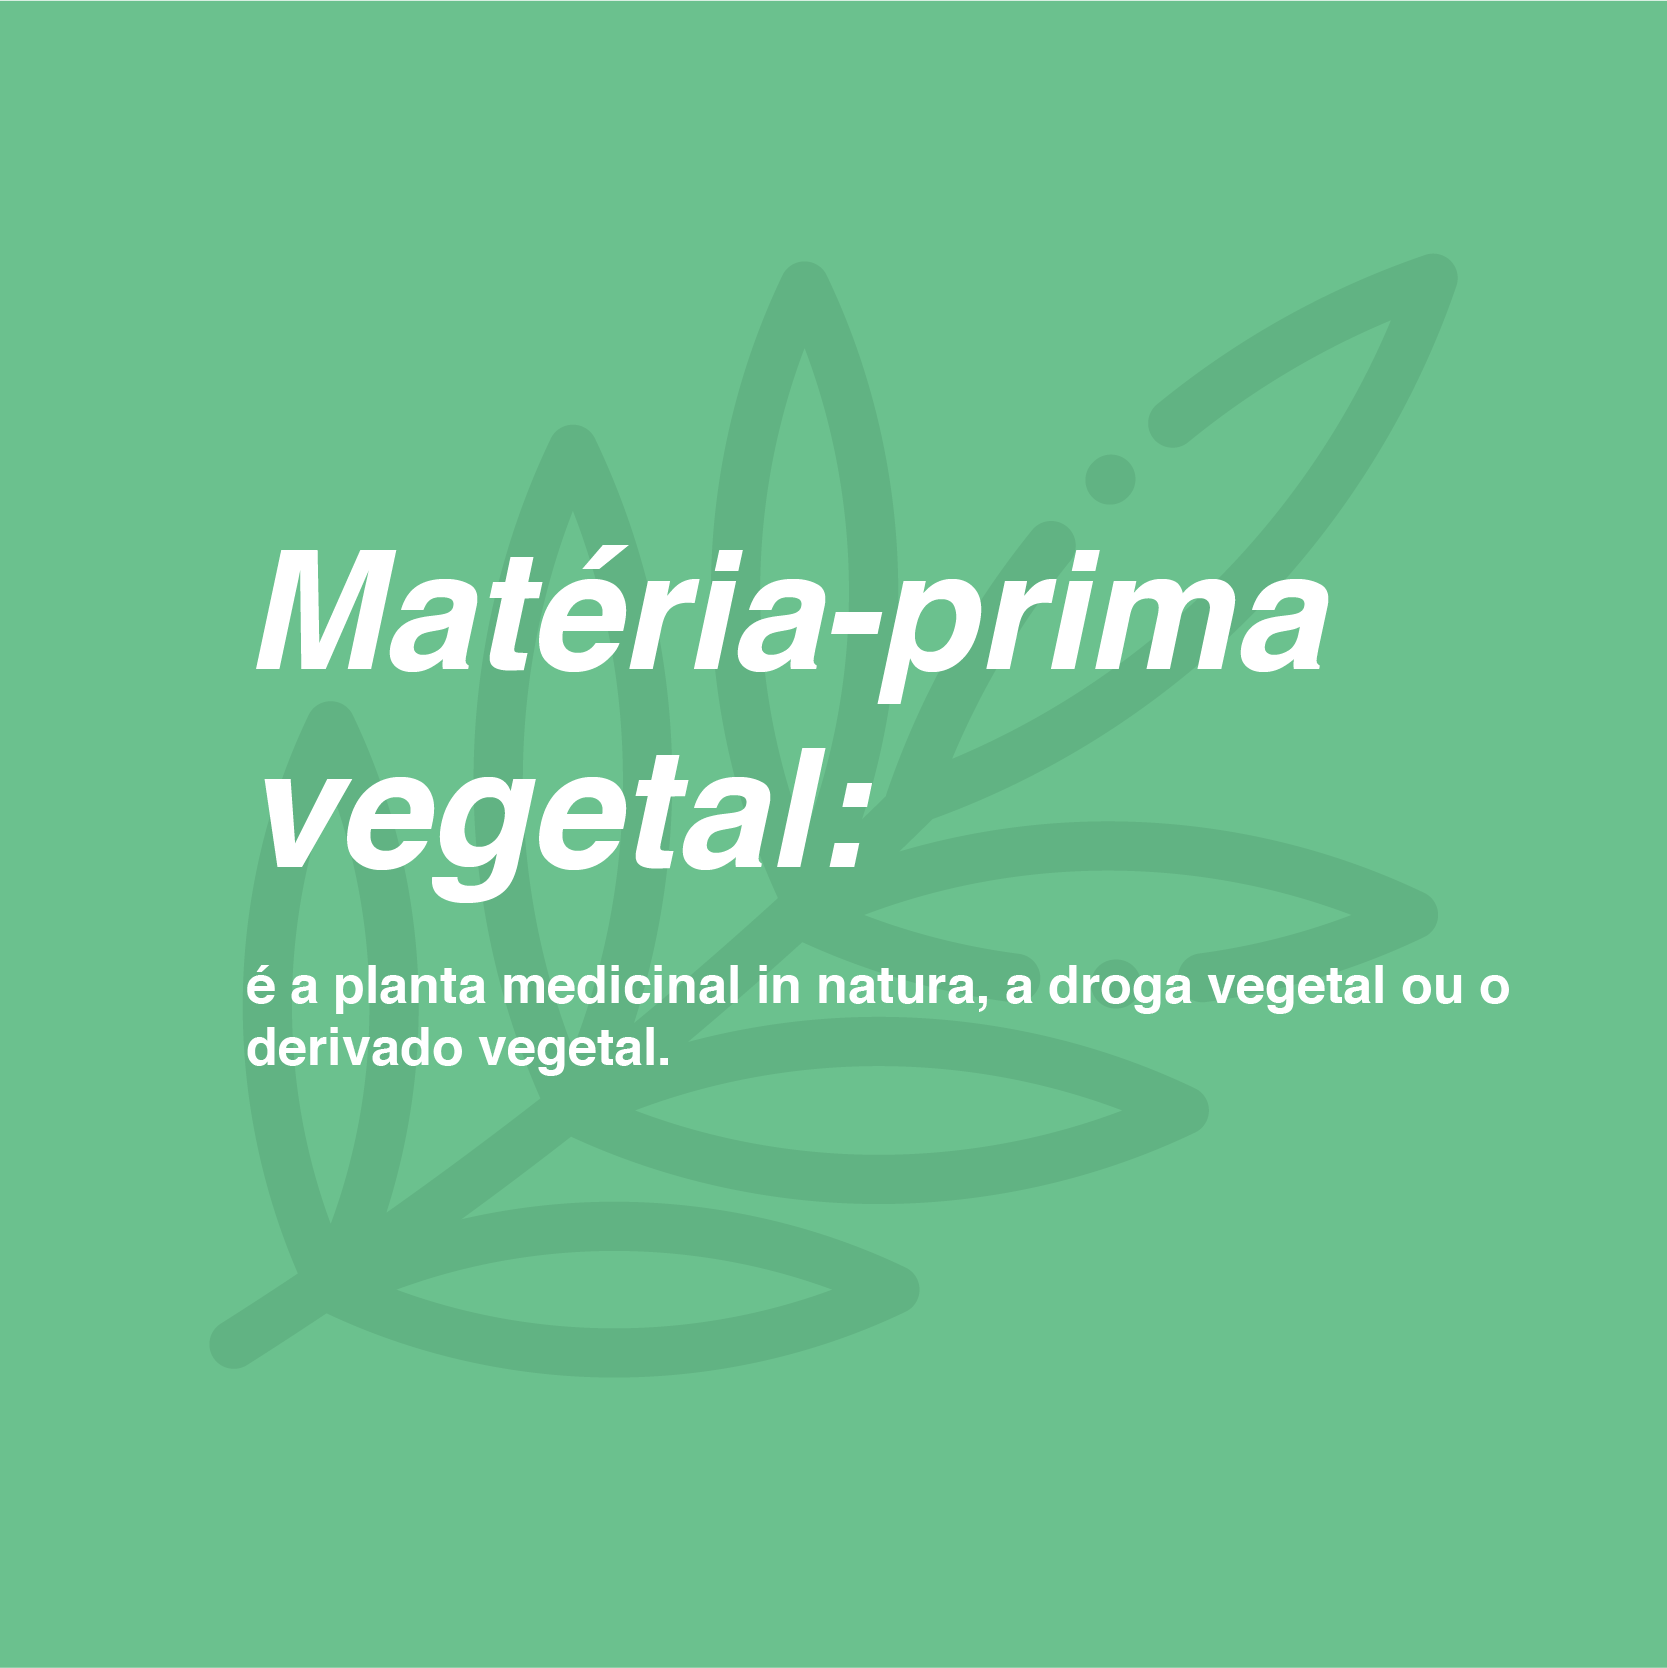 Matéria-prima
vegetal:
é a planta medicinal in natura, a droga vegetal ou o
derivado vegetal.